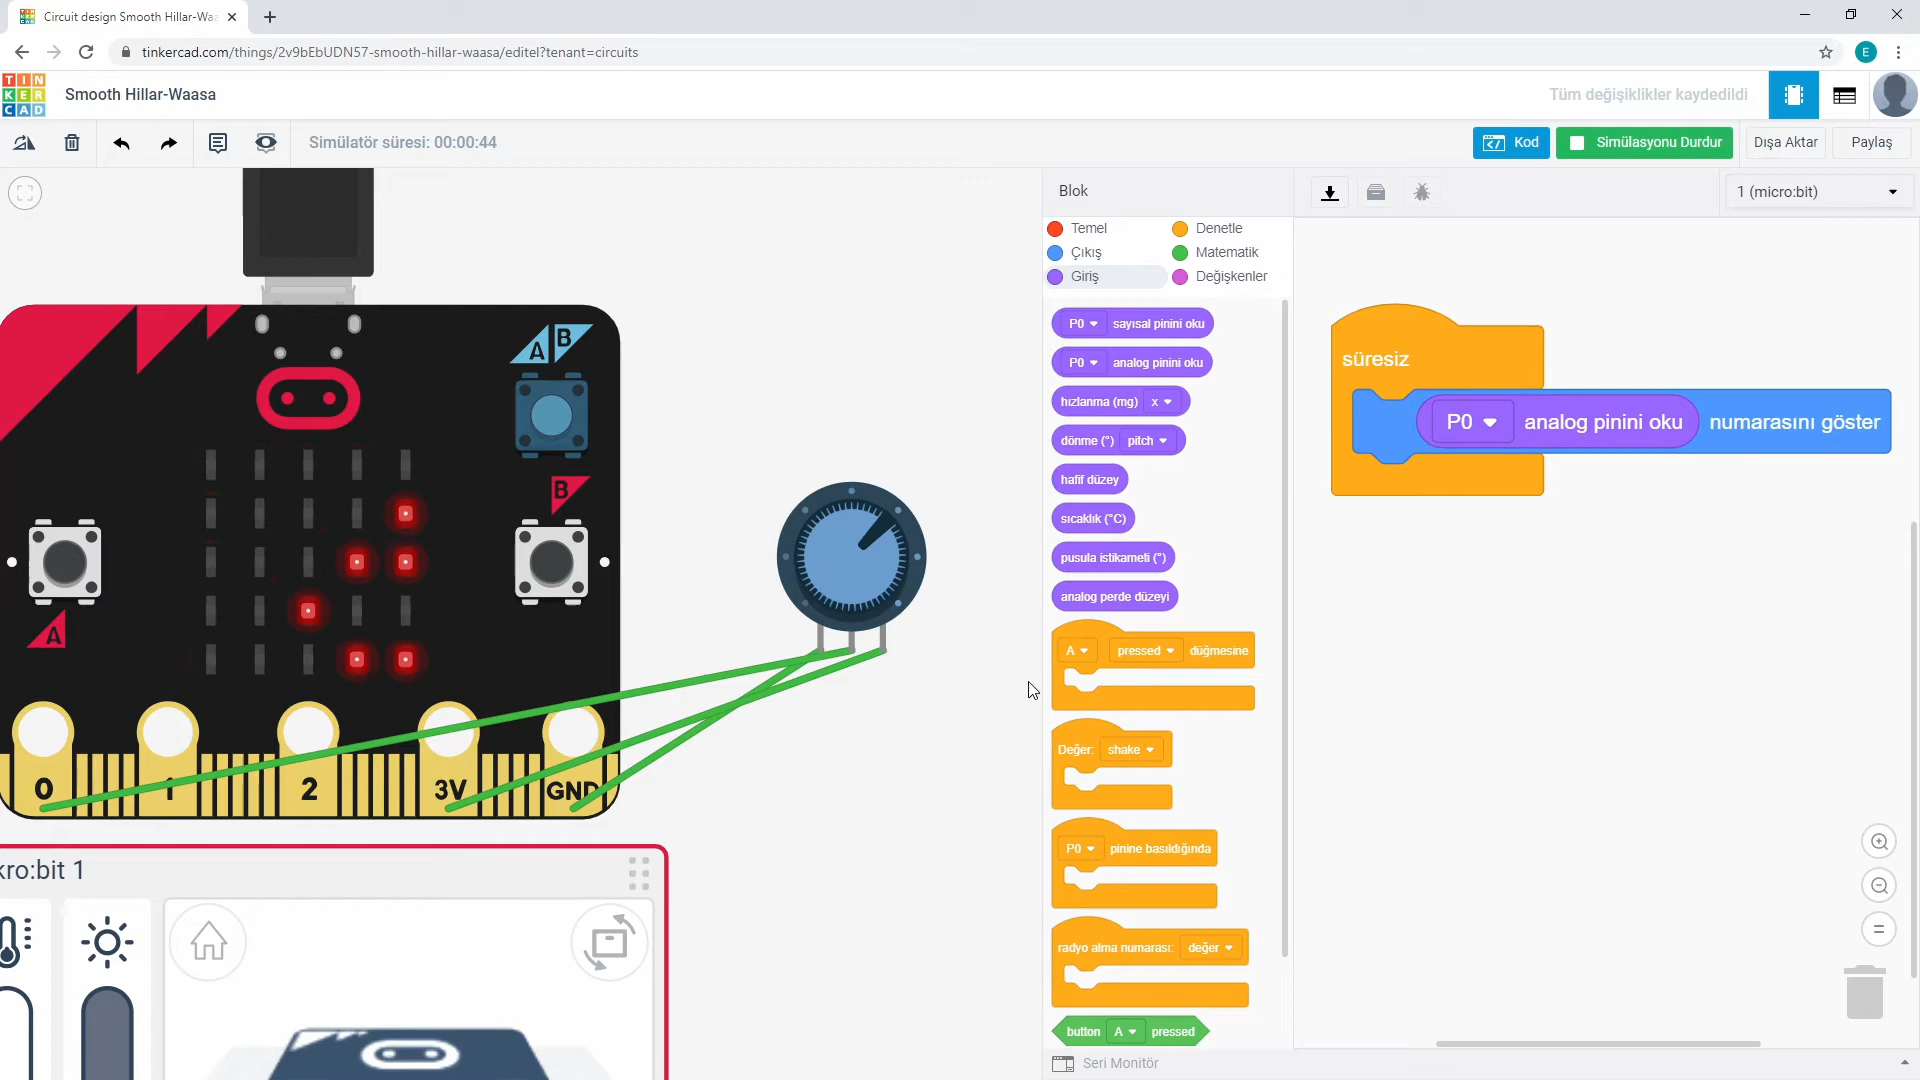 Circuit design Smooth Hillar-Waa
tinkercad.com/things/2v9bEbUDN57-smooth-hillar-waasa/editel?tenant=circuits
E
TIN
KER
CAD
Smooth Hillar-Waasa
Tüm değişiklikler kaydedildi
Simülatör süresi: 00:00:44
Kod
Simülasyonu Durdur
Dışa Aktar
Paylaş
Blok
1 (micro:bit)
Temel
Denetle
Çıkış
Matematik
Giriş
Değişkenler
P0 sayısal pinini oku
P0 analog pinini oku
hızlanma (mg) x
dönme (°) pitch
hafif düzey
sıcaklık (°C)
pusula istikameti (°)
analog perde düzeyi
A pressed düğmesine
Değer: shake
P0 pinine basıldığında
radyo alma numarası: değer
button A pressed
Seri Monitör
süresiz
P0 analog pinini oku numarasını göster
A B
B
A
0 1 2 3V GND
kro:bit 1